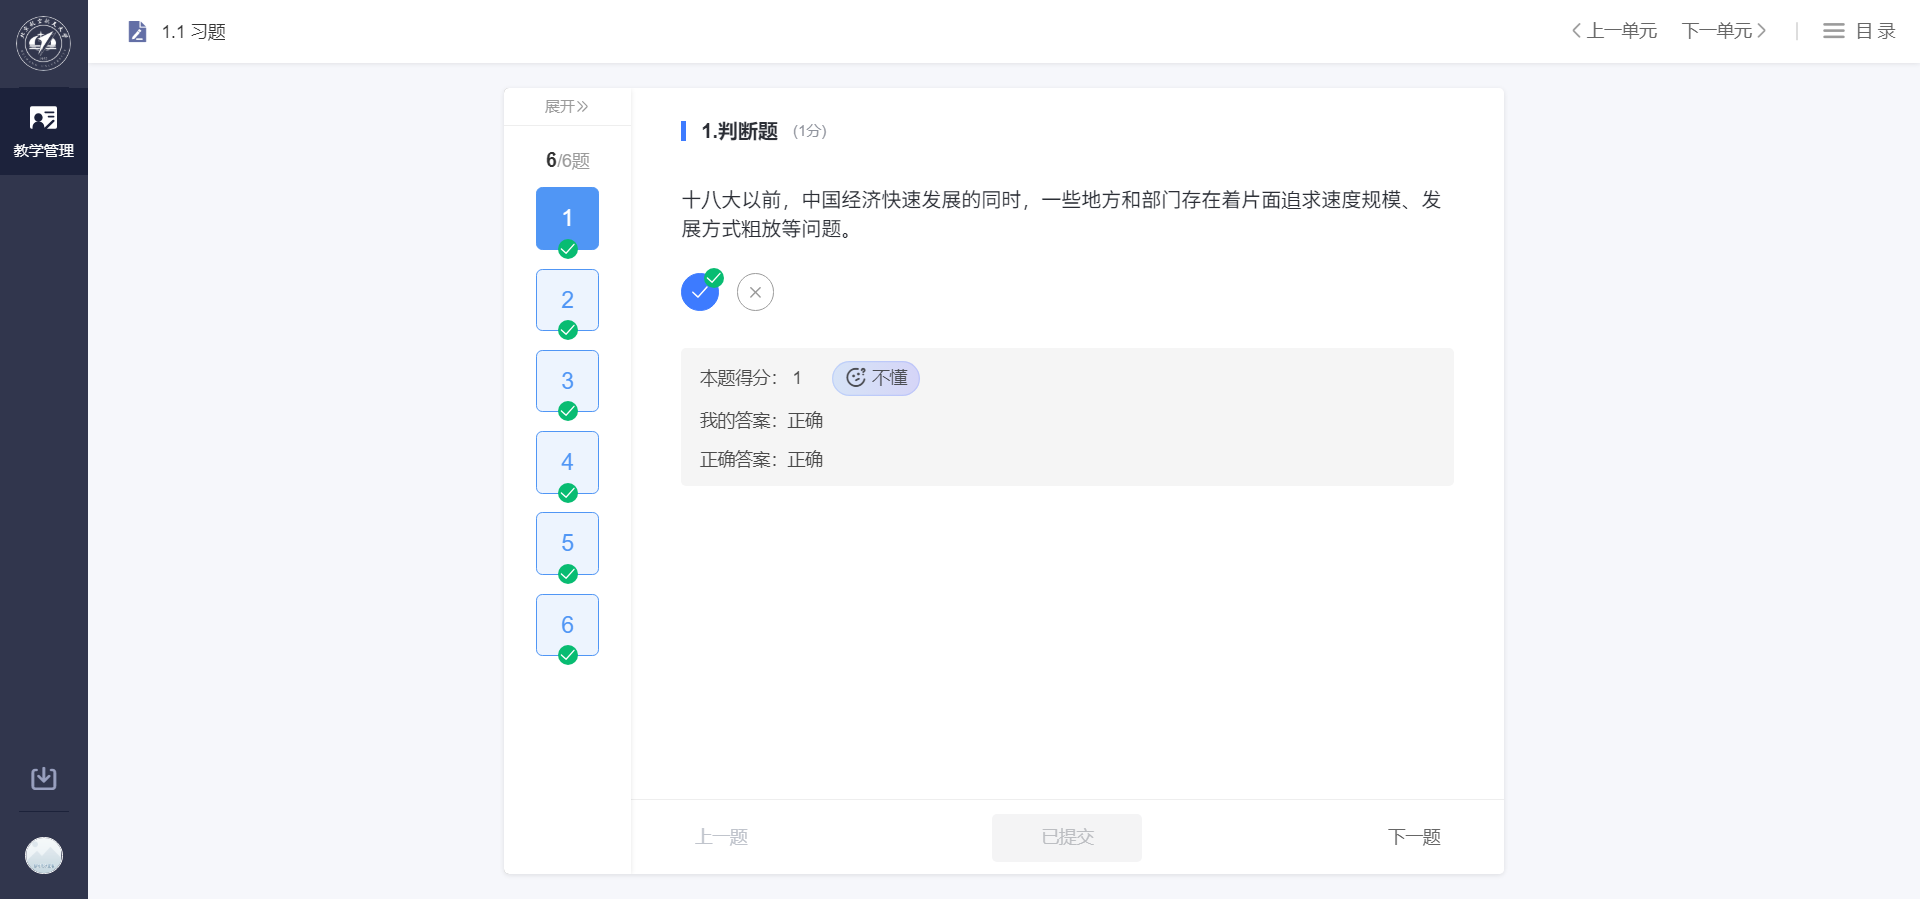 1.1 习题
上一单元
下一单元
目录
教学管理
展开
6/6题
1
2
3
4
5
6
1.判断题 (1分)
十八大以前，中国经济快速发展的同时，一些地方和部门存在着片面追求速度规模、发
展方式粗放等问题。
本题得分： 1 不懂
我的答案：正确
正确答案：正确
上一题
已提交
下一题